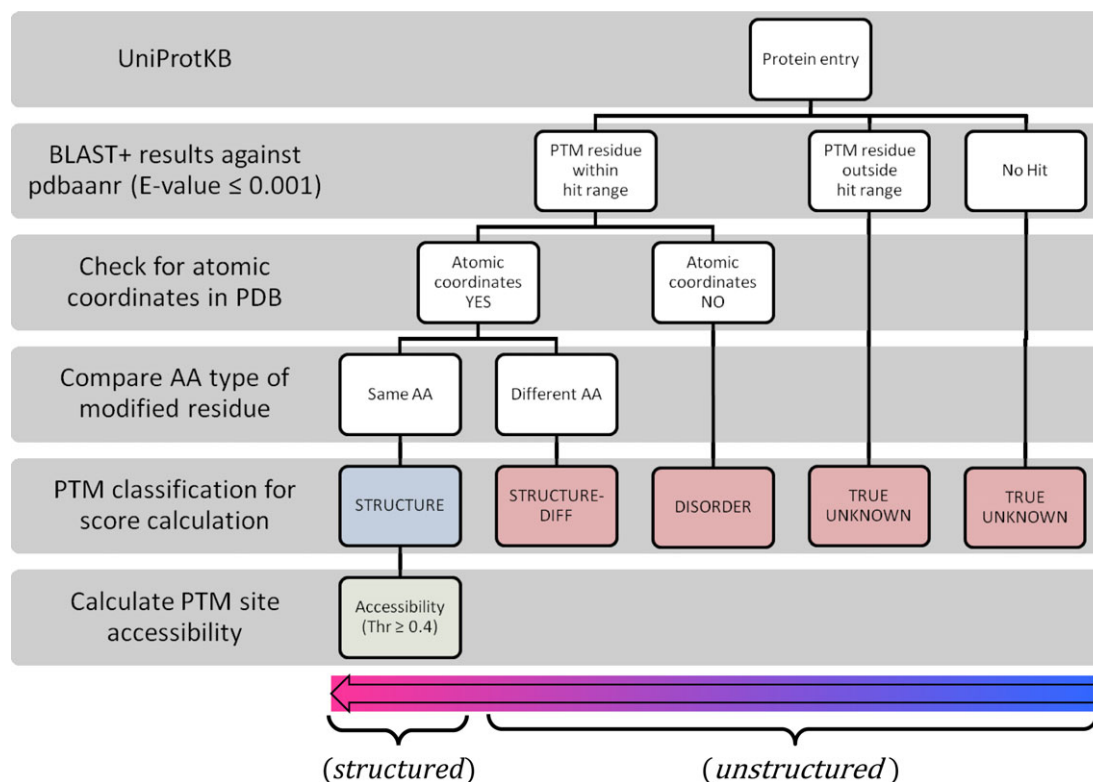 UniProtKB
Protein entry
BLAST+ results against
pdbaanr (E-value ≤ 0.001)
PTM residue
within
hit range
PTM residue
outside
hit range
No Hit
Check for atomic
coordinates in PDB
Atomic
coordinates
YES
Atomic
coordinates
NO
Compare AA type of
modified residue
Same AA
Different AA
PTM classification for
score calculation
STRUCTURE
STRUCTURE-
DIFF
DISORDER
TRUE
UNKNOWN
TRUE
UNKNOWN
Calculate PTM site
accessibility
Accessibility
(Thr ≥ 0.4)
(structured)
(unstructured)